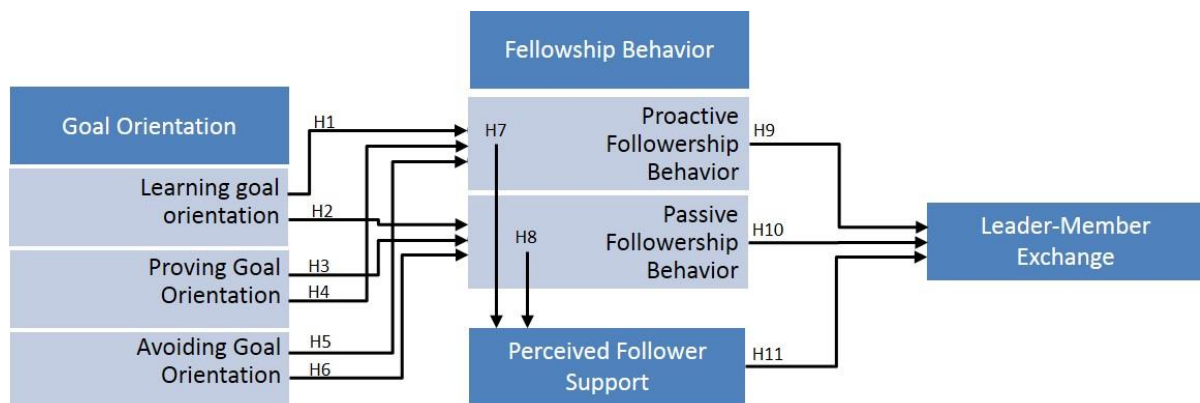 Fellowship Behavior
Goal Orientation
H1
Learning goal
orientation
H2
Proving Goal
Orientation
H3
H4
Avoiding Goal
Orientation
H5
H6
H7
Proactive
Followership
Behavior
H9
H8
Passive
Followership
Behavior
H10
Perceived Follower
Support
H11
Leader-Member
Exchange